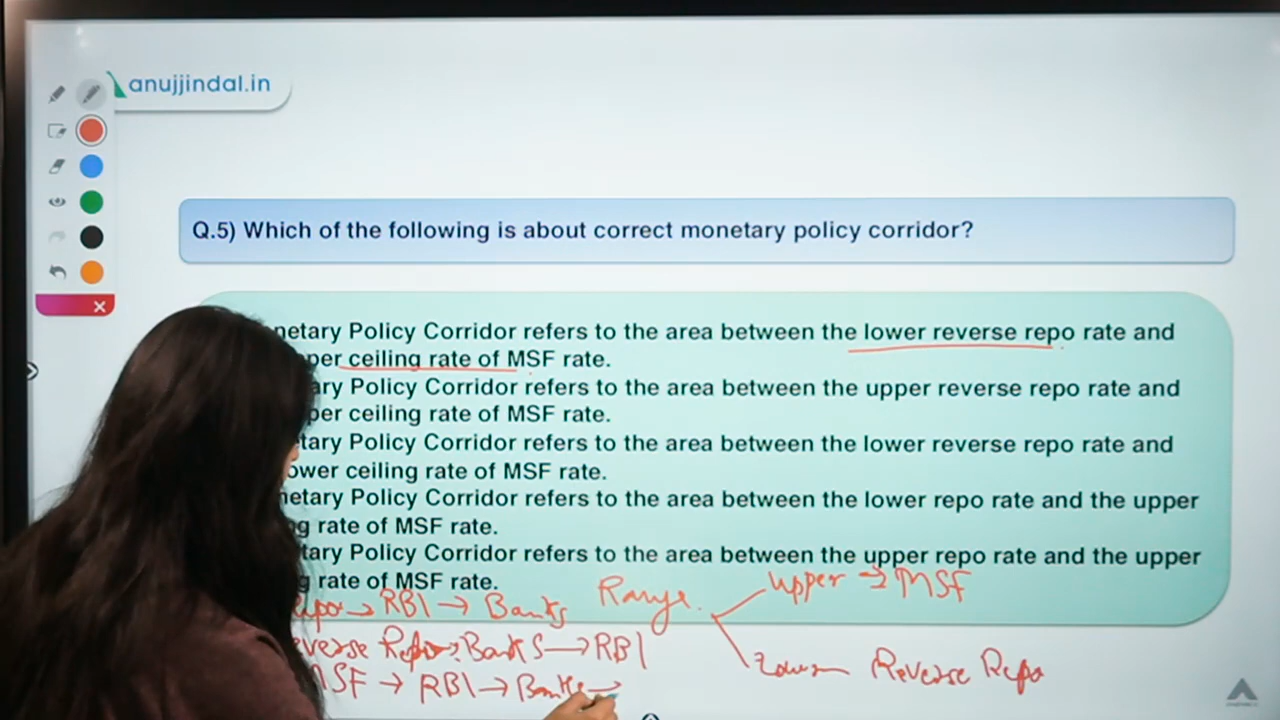 anujjindal.in
Q.5) Which of the following is about correct monetary policy corridor?
netary Policy Corridor refers to the area between the lower reverse repo rate and
per ceiling rate of MSF rate.
ary Policy Corridor refers to the area between the upper reverse repo rate and
per ceiling rate of MSF rate.
etary Policy Corridor refers to the area between the lower reverse repo rate and
ower ceiling rate of MSF rate.
netary Policy Corridor refers to the area between the lower repo rate and the upper
g rate of MSF rate.
tary Policy Corridor refers to the area between the upper repo rate and the upper
g rate of MSF rate.
Repo → RBI → Banks Range upper → MSF
everse Repo: Banks → RBI Lower Reverse Repo
MSF → RBI → Banks →